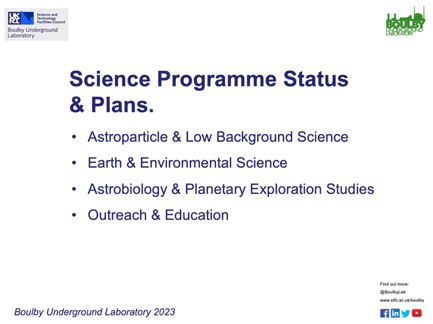 Science and
Technology
Facilities Council
Boulby Underground
Laboratory
BOULBY
Science Programme Status
& Plans.
• Astroparticle & Low Background Science
• Earth & Environmental Science
• Astrobiology & Planetary Exploration Studies
• Outreach & Education
Find out more:
@BoulbyLab
www.stfc.ac.uk/boulby
Boulby Underground Laboratory 2023